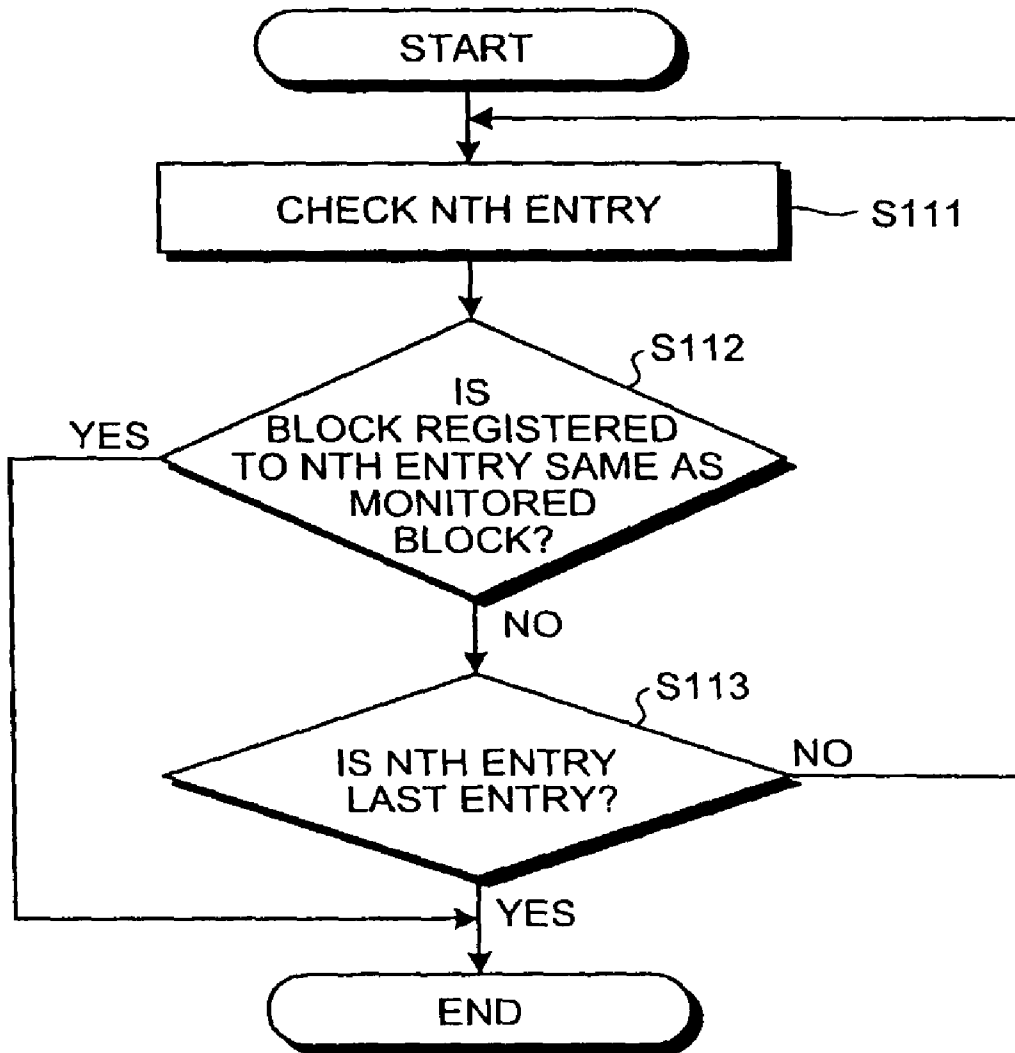 START
CHECK NTH ENTRY
S111
S112
IS
BLOCK REGISTERED
TO NTH ENTRY SAME AS
MONITORED
BLOCK?
YES
NO
S113
IS NTH ENTRY
LAST ENTRY?
NO
YES
END